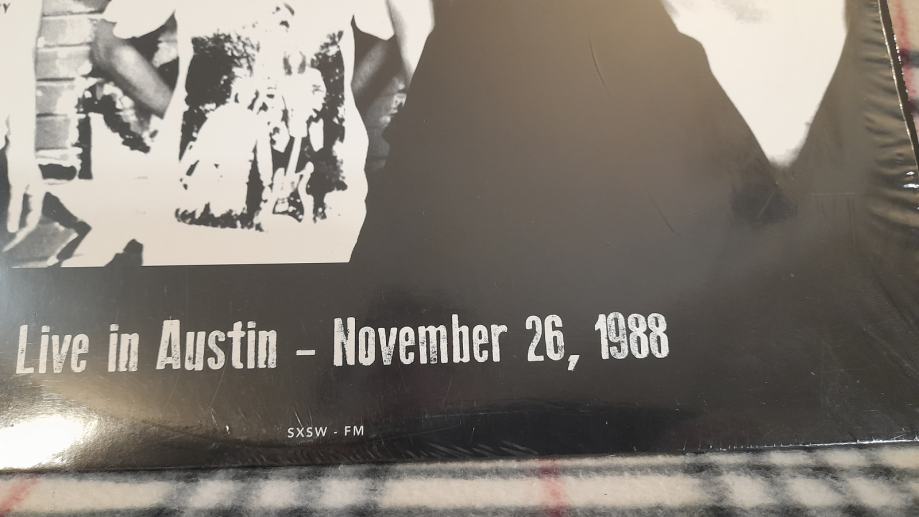 Live in Austin – November 26, 1988
SXSW - FM